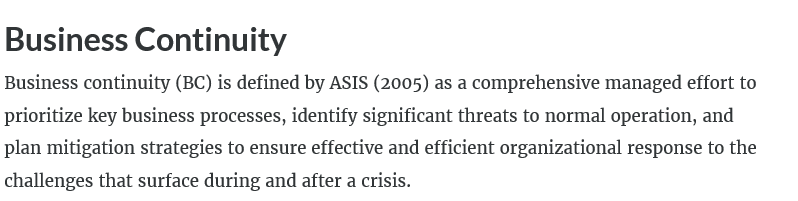 Business Continuity
Business continuity (BC) is defined by ASIS (2005) as a comprehensive managed effort to
prioritize key business processes, identify significant threats to normal operation, and
plan mitigation strategies to ensure effective and efficient organizational response to the
challenges that surface during and after a crisis.